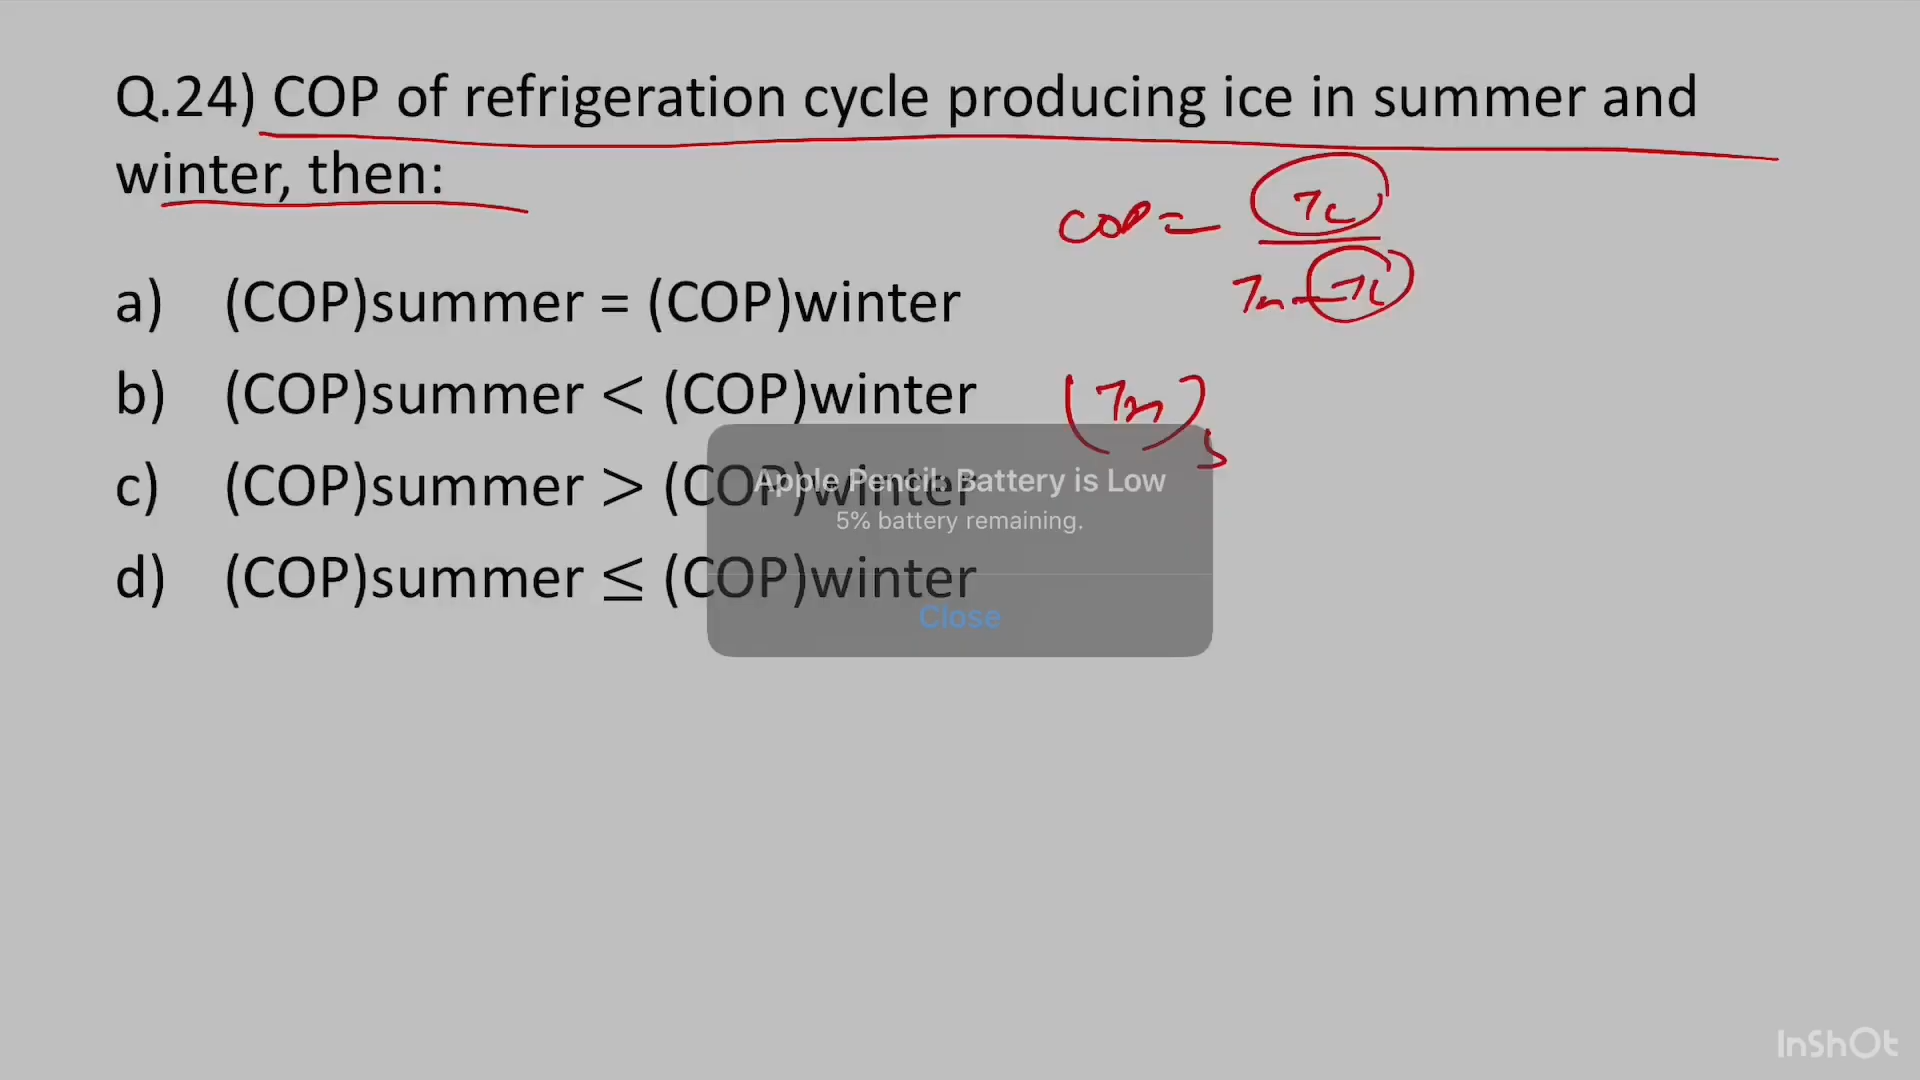 Q.24) COP of refrigeration cycle producing ice in summer and
winter, then:
COP = Tc
TH - Tc
a) (COP)summer = (COP)winter
b) (COP)summer < (COP)winter
(TH)s
c) (COP)summer > (COP)winter
Apple Pencil: Battery is Low
5% battery remaining.
d) (COP)summer ≤ (COP)winter
Close
InShOt